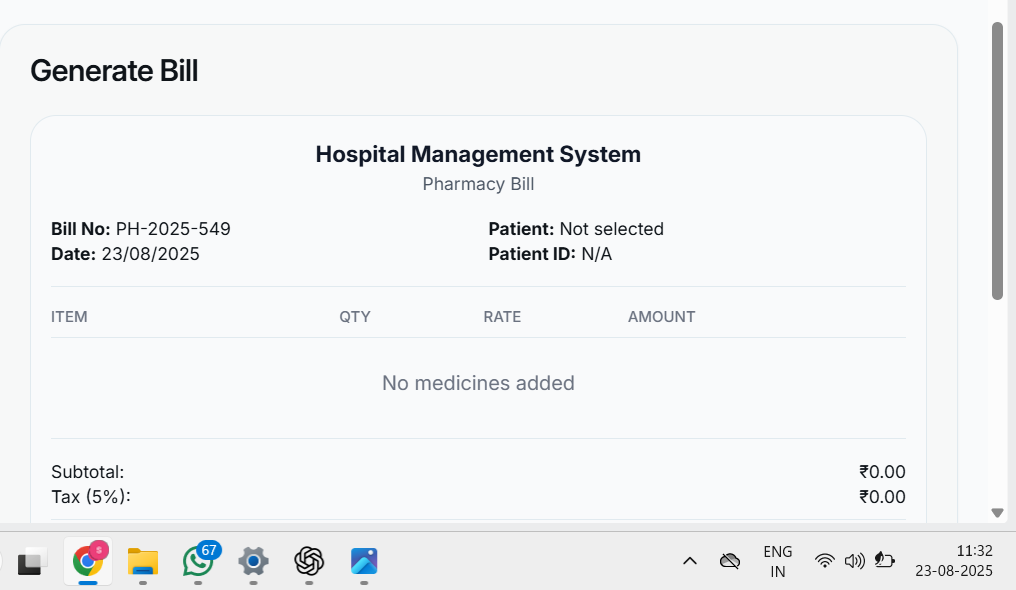 Generate Bill
Hospital Management System
Pharmacy Bill
Bill No: PH-2025-549
Patient: Not selected
Date: 23/08/2025
Patient ID: N/A
ITEM QTY RATE AMOUNT
No medicines added
Subtotal: ₹0.00
Tax (5%): ₹0.00
S
67
ENG
IN
11:32
23-08-2025